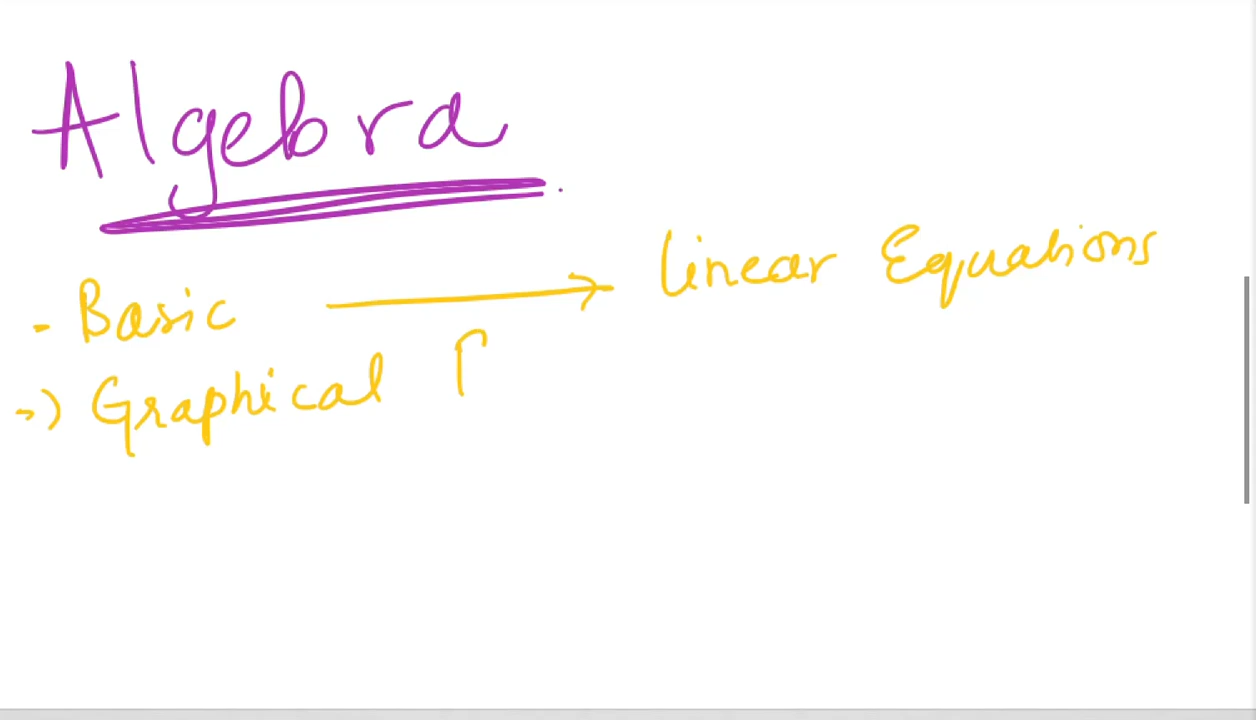 Algebra
- Basic → Linear Equations
→) Graphical